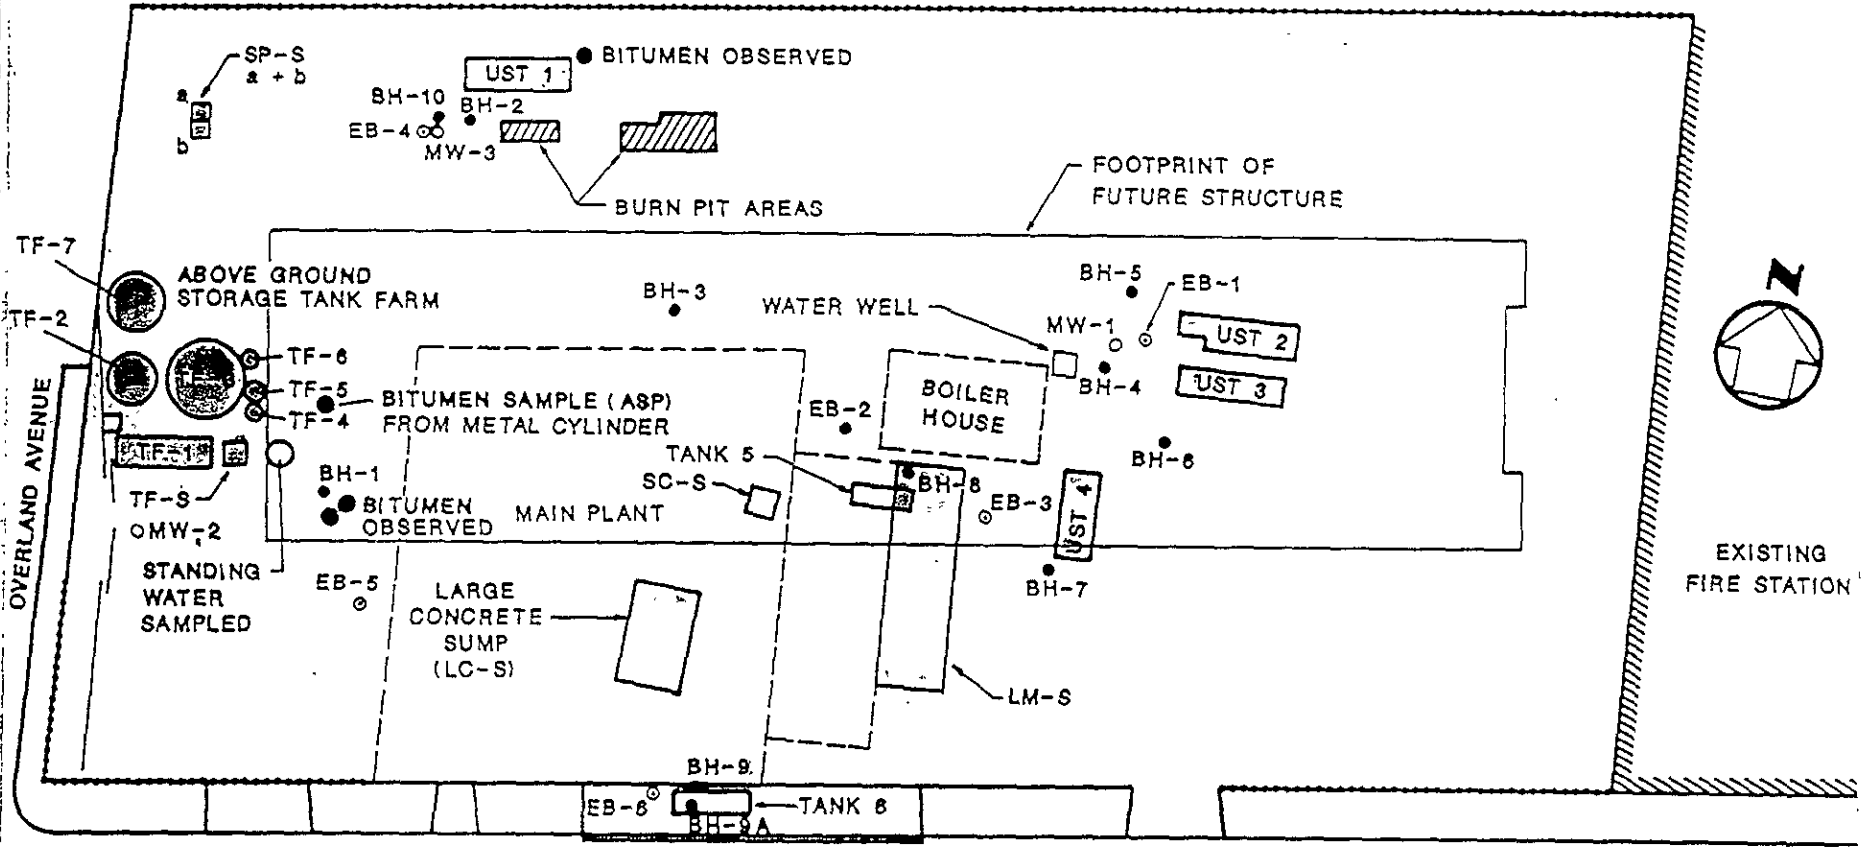 SP-S
a + b
a
b
UST 1
BITUMEN OBSERVED
BH-10
BH-2
EB-4
MW-3
BURN PIT AREAS
FOOTPRINT OF
FUTURE STRUCTURE
TF-7
ABOVE GROUND
STORAGE TANK FARM
TF-2
BH-3
WATER WELL
BH-5
EB-1
MW-1
UST 2
BH-4
UST 3
N
TF-6
TF-5
TF-4
BITUMEN SAMPLE (ASP)
FROM METAL CYLINDER
EB-2
BOILER
HOUSE
BH-6
TF-1
TF-S
TANK 5
SC-S
BH-8
EB-3
UST 4
BH-1
BITUMEN
OBSERVED
MAIN PLANT
MW-2
OVERLAND AVENUE
STANDING
WATER
SAMPLED
EB-5
LARGE
CONCRETE
SUMP
(LC-S)
BH-7
LM-S
EXISTING
FIRE STATION
BH-9
EB-6
TANK 6
BH-9A